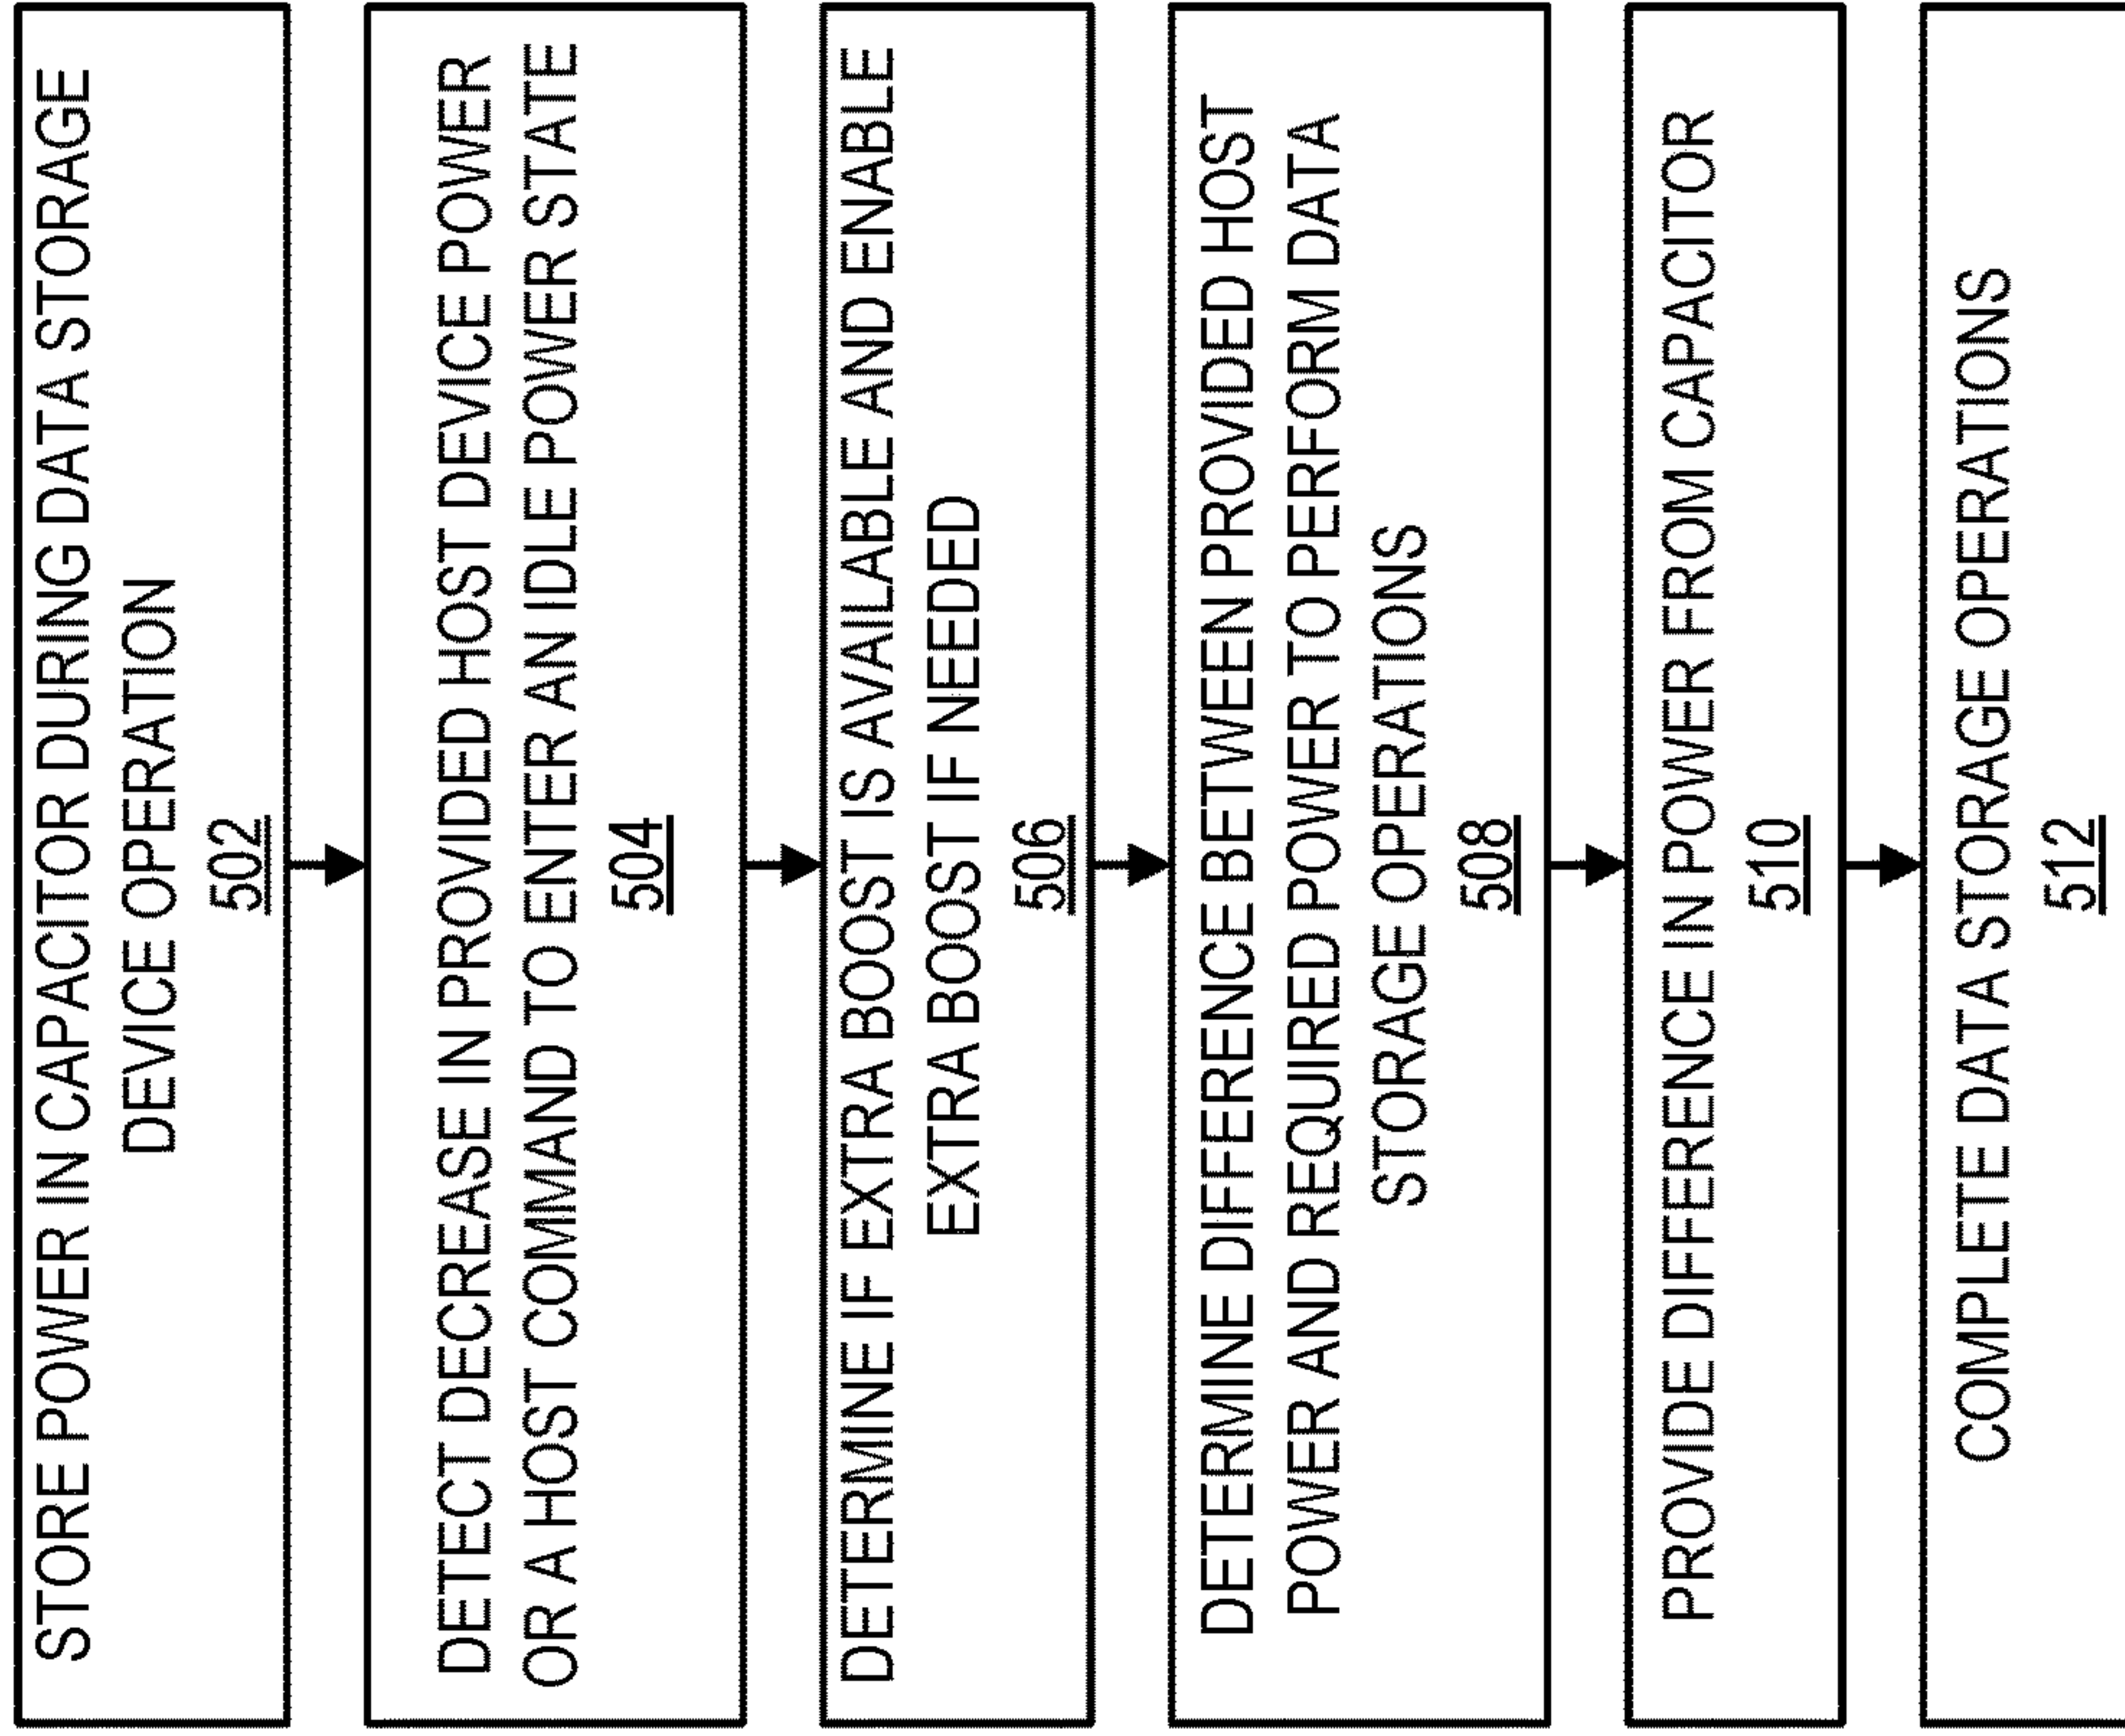 STORE POWER IN CAPACITOR DURING DATA STORAGE
DEVICE OPERATION
502
DETECT DECREASE IN PROVIDED HOST DEVICE POWER
OR A HOST COMMAND TO ENTER AN IDLE POWER STATE
504
DETERMINE IF EXTRA BOOST IS AVAILABLE AND ENABLE
EXTRA BOOST IF NEEDED
506
DETERMINE DIFFERENCE BETWEEN PROVIDED HOST
POWER AND REQUIRED POWER TO PERFORM DATA
STORAGE OPERATIONS
508
PROVIDE DIFFERENCE IN POWER FROM CAPACITOR
510
COMPLETE DATA STORAGE OPERATIONS
512